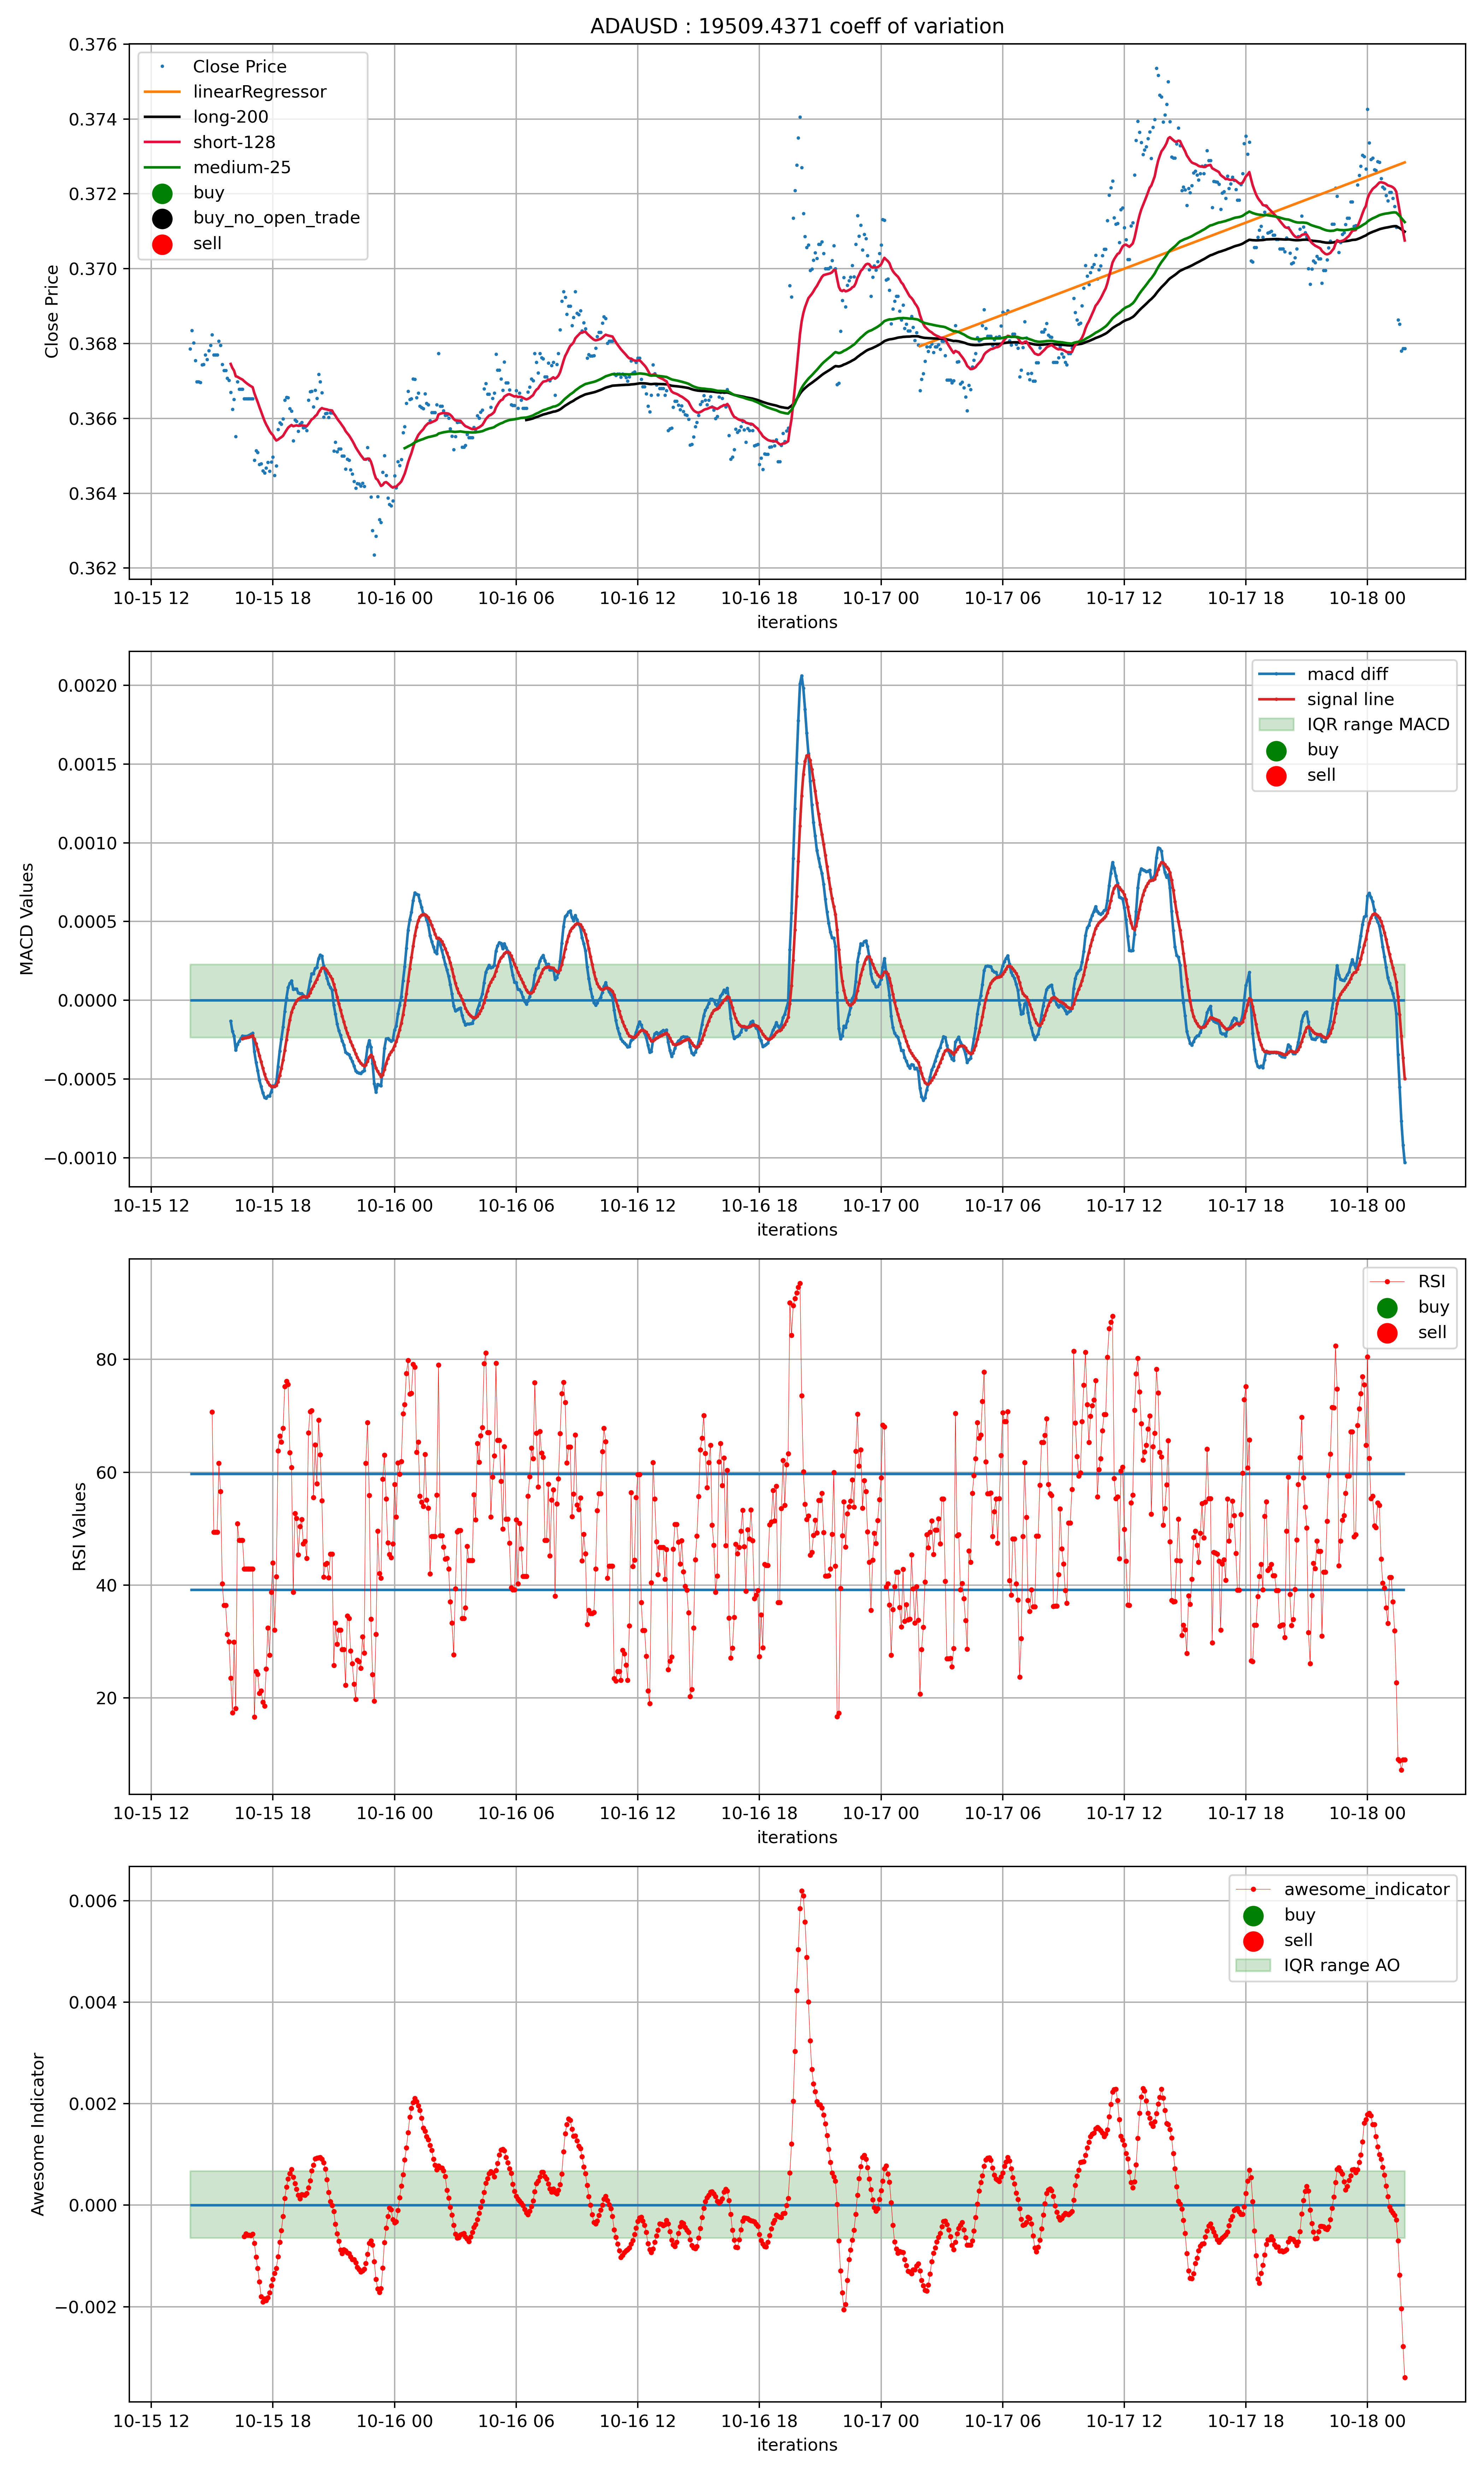 ADAUSD : 19509.4371 coeff of variation
0.376
0.374
0.372
0.370
0.368
0.366
0.364
0.362
Close Price
Close Price
linearRegressor
long-200
short-128
medium-25
buy
buy_no_open_trade
sell
10-15 12 10-15 18 10-16 00 10-16 06 10-16 12 10-16 18 10-17 00 10-17 06 10-17 12 10-17 18 10-18 00
iterations
0.0020
0.0015
0.0010
0.0005
0.0000
−0.0005
−0.0010
MACD Values
macd diff
signal line
IQR range MACD
buy
sell
10-15 12 10-15 18 10-16 00 10-16 06 10-16 12 10-16 18 10-17 00 10-17 06 10-17 12 10-17 18 10-18 00
iterations
80
60
40
20
RSI Values
RSI
buy
sell
10-15 12 10-15 18 10-16 00 10-16 06 10-16 12 10-16 18 10-17 00 10-17 06 10-17 12 10-17 18 10-18 00
iterations
0.006
0.004
0.002
0.000
−0.002
Awesome Indicator
awesome_indicator
buy
sell
IQR range AO
10-15 12 10-15 18 10-16 00 10-16 06 10-16 12 10-16 18 10-17 00 10-17 06 10-17 12 10-17 18 10-18 00
iterations